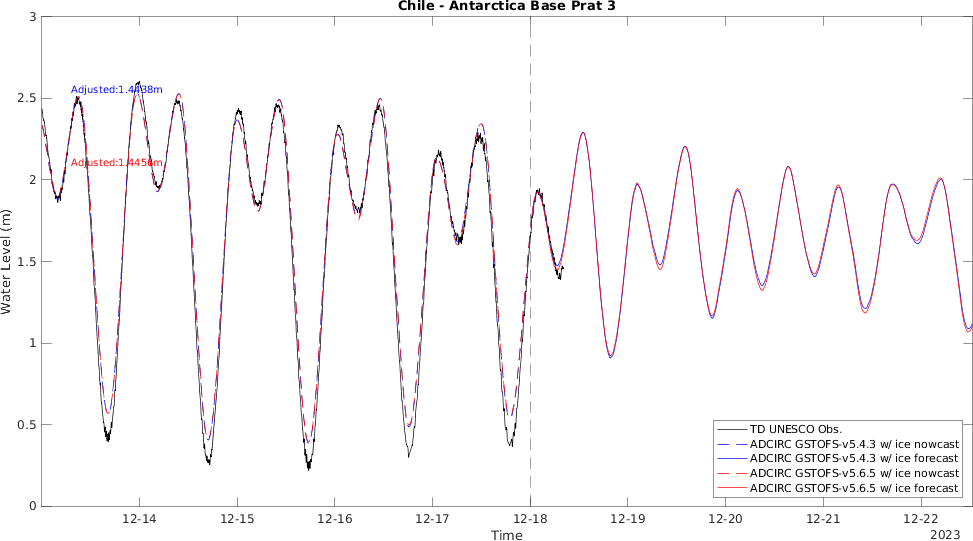 Chile - Antarctica Base Prat 3
3
2.5
2
1.5
1
0.5
0
Water Level (m)
Adjusted:1.4438m
Adjusted:1.4456m
TD UNESCO Obs.
ADCIRC GSTOFS-v5.4.3 w/ ice nowcast
ADCIRC GSTOFS-v5.4.3 w/ ice forecast
ADCIRC GSTOFS-v5.6.5 w/ ice nowcast
ADCIRC GSTOFS-v5.6.5 w/ ice forecast
12-14 12-15 12-16 12-17 12-18 12-19 12-20 12-21 12-22
Time
2023